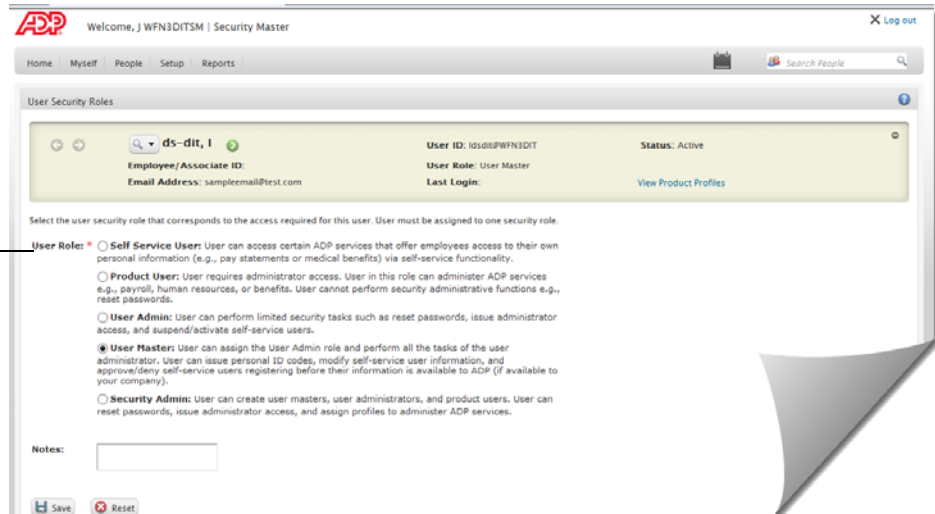 ADP
Welcome, J WFN3DITSM | Security Master
X Log out
Home Myself People Setup Reports
Search People
User Security Roles
ds-dit, I
Employee/Associate ID:
Email Address: sampleemail@test.com
User ID: ldsdit@WFN3DIT
User Role: User Master
Last Login:
Status: Active
View Product Profiles
Select the user security role that corresponds to the access required for this user. User must be assigned to one security role.
User Role: * Self Service User: User can access certain ADP services that offer employees access to their own
personal information (e.g., pay statements or medical benefits) via self-service functionality.
Product User: User requires administrator access. User in this role can administer ADP services
e.g., payroll, human resources, or benefits. User cannot perform security administrative functions e.g.,
reset passwords.
User Admin: User can perform limited security tasks such as reset passwords, issue administrator
access, and suspend/activate self-service users.
User Master: User can assign the User Admin role and perform all the tasks of the user
administrator. User can issue personal ID codes, modify self-service user information, and
approve/deny self-service users registering before their information is available to ADP (if available to
your company).
Security Admin: User can create user masters, user administrators, and product users. User can
reset passwords, issue administrator access, and assign profiles to administer ADP services.
Notes:
Save Reset